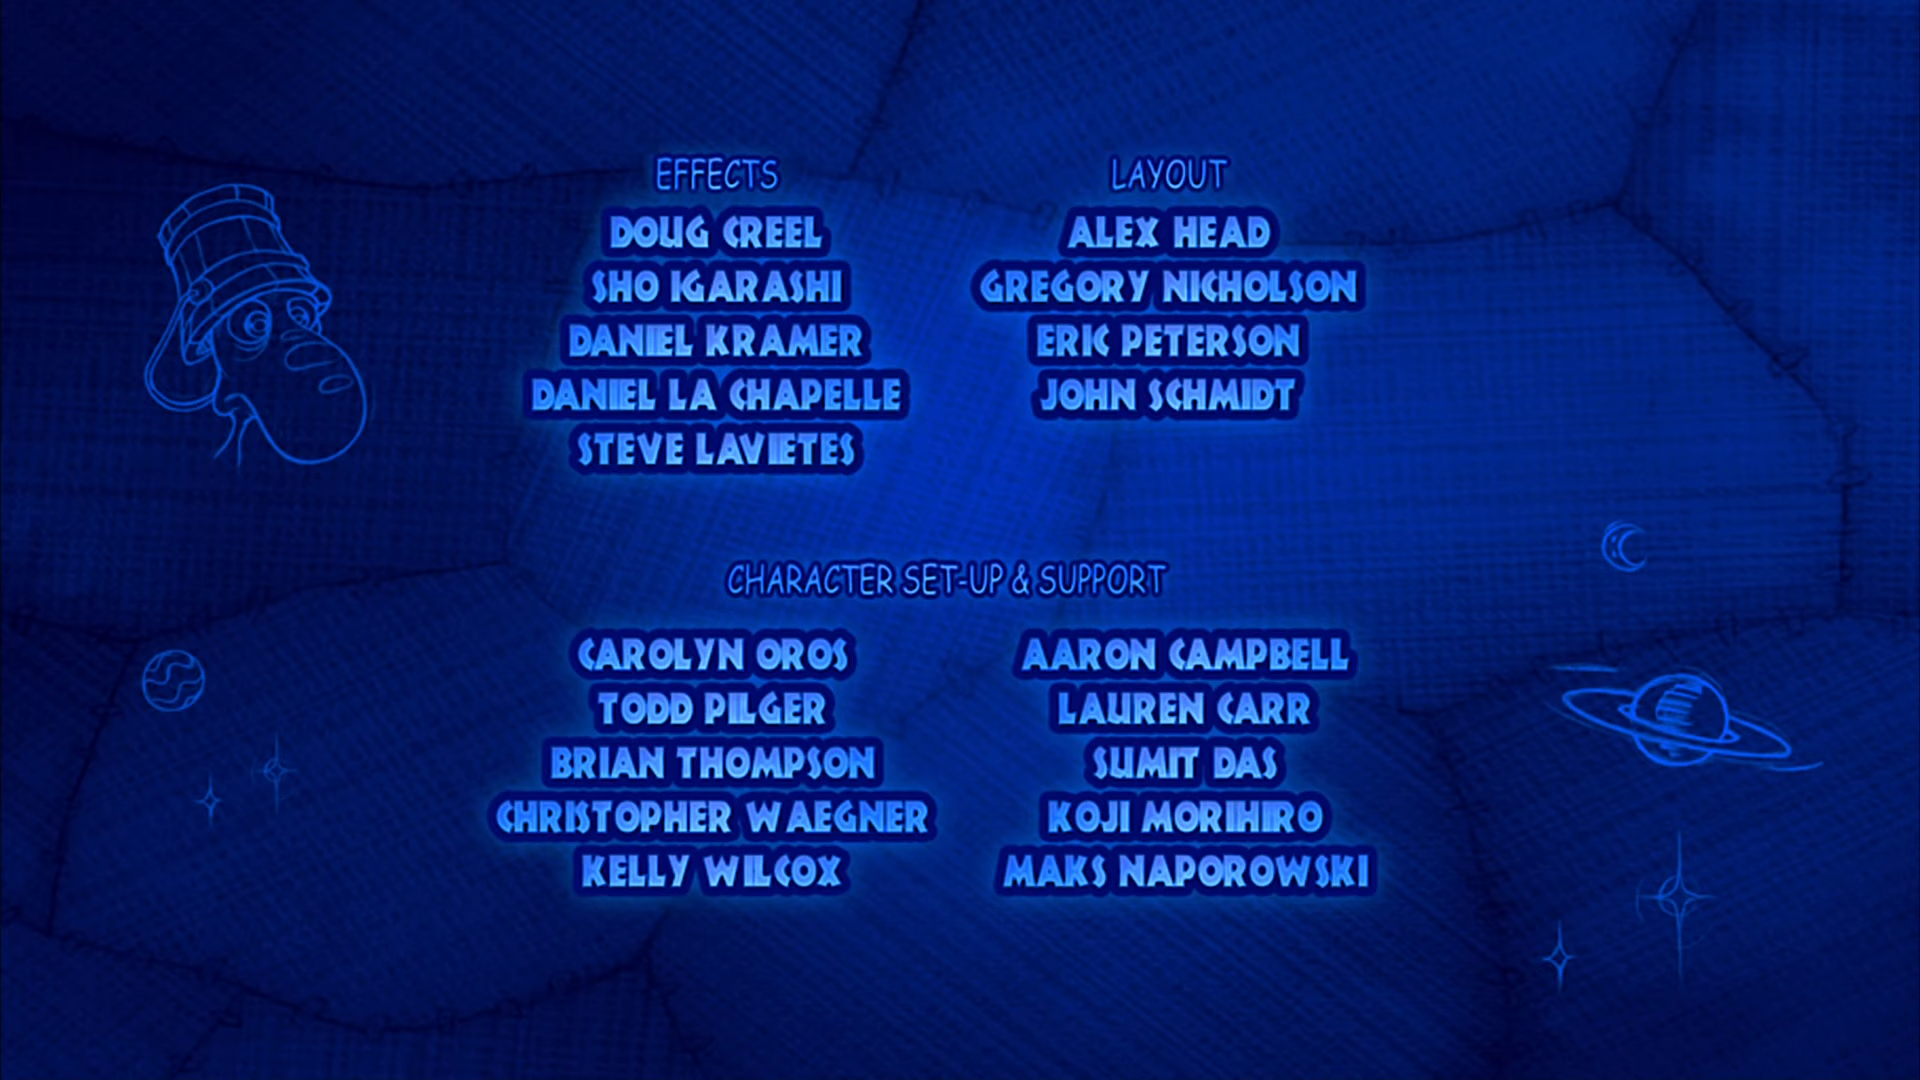 EFFECTS
DOUG CREEL
SHO IGARASHI
DANIEL KRAMER
DANIEL LA CHAPELLE
STEVE LAVIETES
LAYOUT
ALEX HEAD
GREGORY NICHOLSON
ERIC PETERSON
JOHN SCHMIDT
CHARACTER SET-UP & SUPPORT
CAROLYN OROS
TODD PILGER
BRIAN THOMPSON
CHRISTOPHER WAEGNER
KELLY WILCOX
AARON CAMPBELL
LAUREN CARR
SUMIT DAS
KOJI MORIHIRO
MAKS NAPOROWSKI